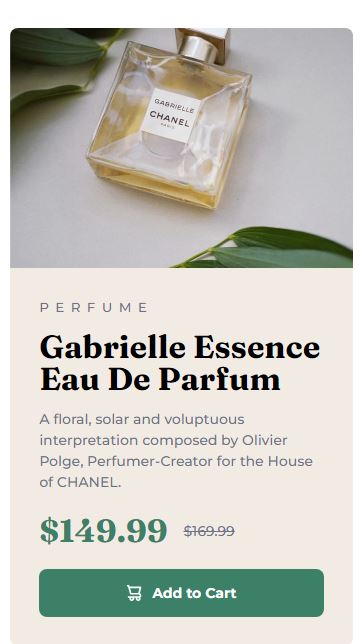 GABRIELLE
CHANEL
PARIS
PERFUME
Gabrielle Essence
Eau De Parfum
A floral, solar and voluptuous
interpretation composed by Olivier
Polge, Perfumer-Creator for the House
of CHANEL.
$149.99 $169.99
Add to Cart